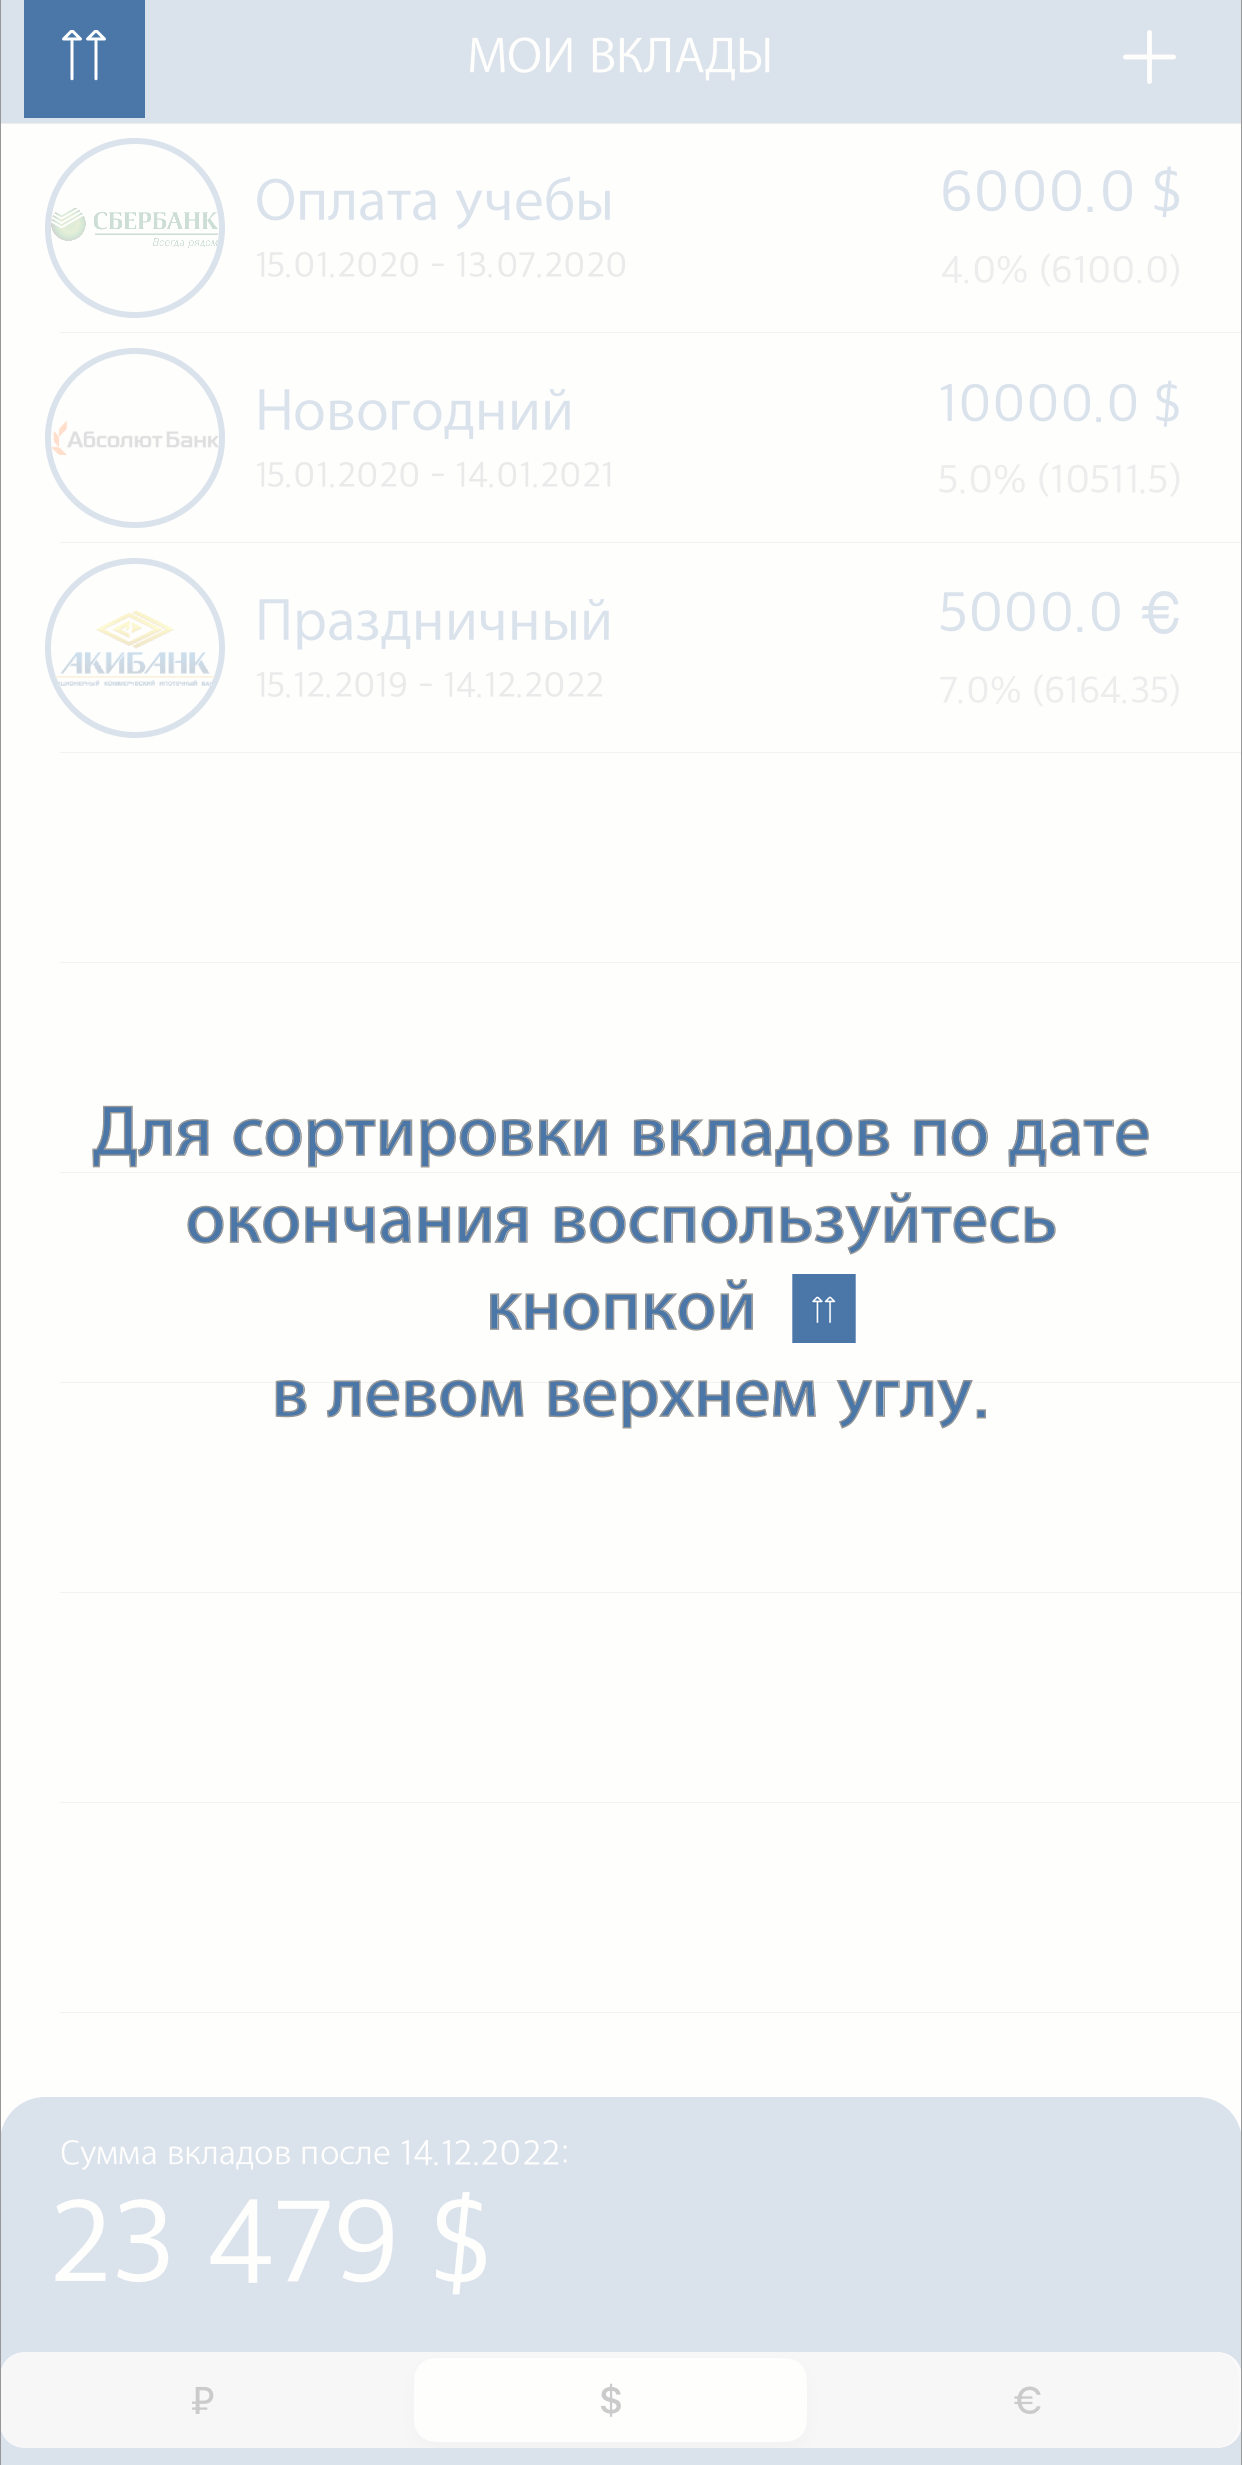 МОИ ВКЛАДЫ
СБЕРБАНК
Всегда рядом
Оплата учебы
6000.0 $
15.01.2020 - 13.07.2020
4.0% (6100.0)
Абсолют Банк
Новогодний
10000.0 $
15.01.2020 - 14.01.2021
5.0% (10511.5)
АКИБАНК
КОММЕРЧЕСКИЙ ИПОТЕЧНЫЙ
Праздничный
5000.0 €
15.12.2019 - 14.12.2022
7.0% (6164.35)
Для сортировки вкладов по дате
окончания воспользуйтесь
кнопкой
в левом верхнем углу.
Сумма вкладов после 14.12.2022:
23 479 $
₽ $ €